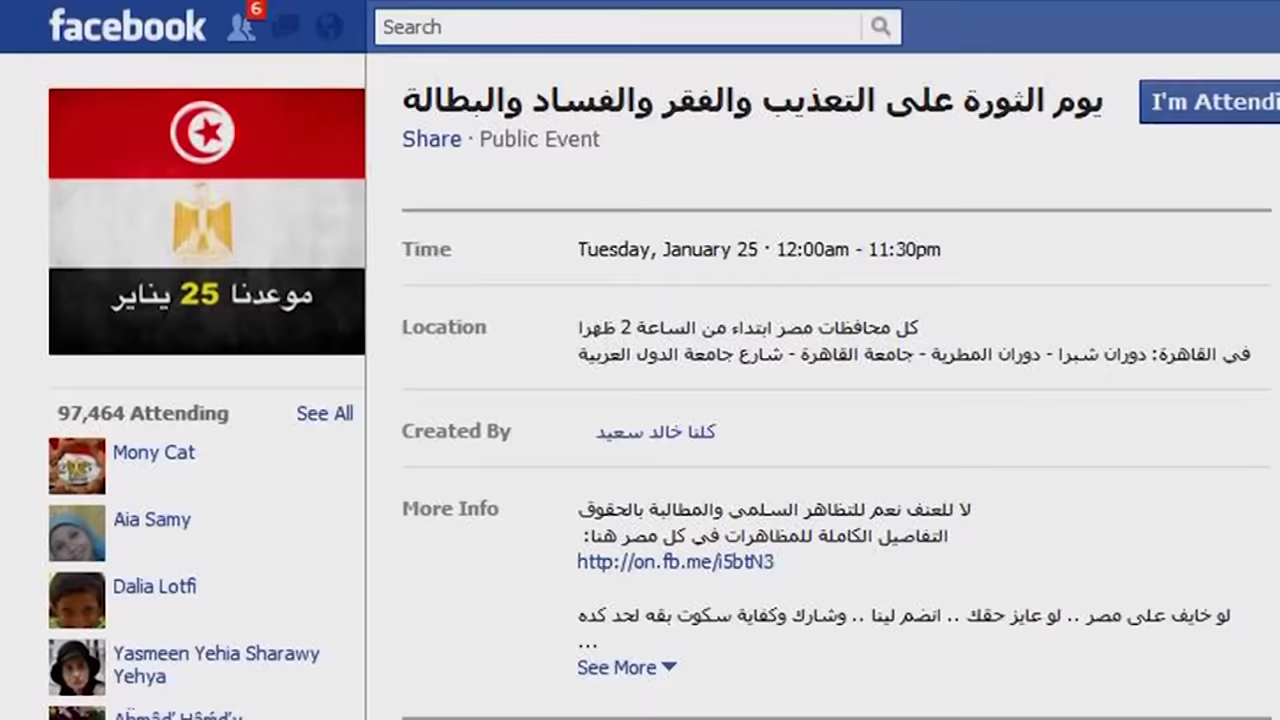 facebook
6
Search
يوم الثورة على التعذيب والفقر والفساد والبطالة
Share · Public Event
موعدنا 25 يناير
Time
Tuesday, January 25 · 12:00am - 11:30pm
Location
كل محافظات مصر ابتداء من الساعة 2 ظهرا
في القاهرة: دوران شبرا - دوران المطرية - جامعة القاهرة - شارع جامعة الدول العربية
Created By
كلنا خالد سعيد
More Info
لا للعنف نعم للتظاهر السلمي والمطالبة بالحقوق
التفاصيل الكاملة للمظاهرات في كل مصر هنا:
http://on.fb.me/i5btN3
لو خايف على مصر .. لو عايز حقك .. انضم لينا .. وشارك وكفاية سكوت بقه لحد كده
...
See More
97,464 Attending
See All
Mony Cat
Aia Samy
Dalia Lotfi
Yasmeen Yehia Sharawy
Yehya
I'm Attendi